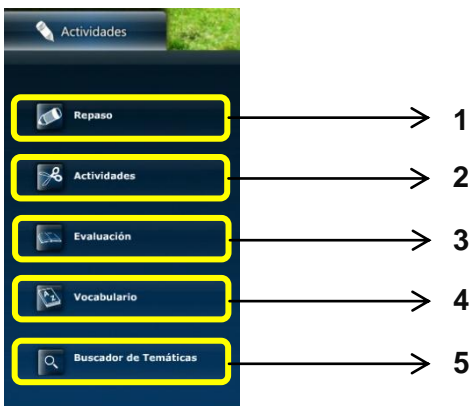 Actividades
Repaso 1
Actividades 2
Evaluación 3
Vocabulario 4
Buscador de Temáticas 5